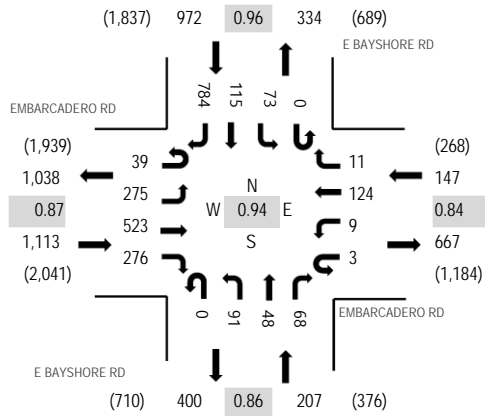 (1,837) 972 0.96 334 (689)
E BAYSHORE RD
784 115 73 0
EMBARCADERO RD
(1,939)
1,038
0.87
1,113
(2,041)
39
275
523
276
N
W 0.94 E
S
11
124
9
3
(268)
147
0.84
667
(1,184)
0 91 48 68
EMBARCADERO RD
E BAYSHORE RD
(710) 400 0.86 207 (376)